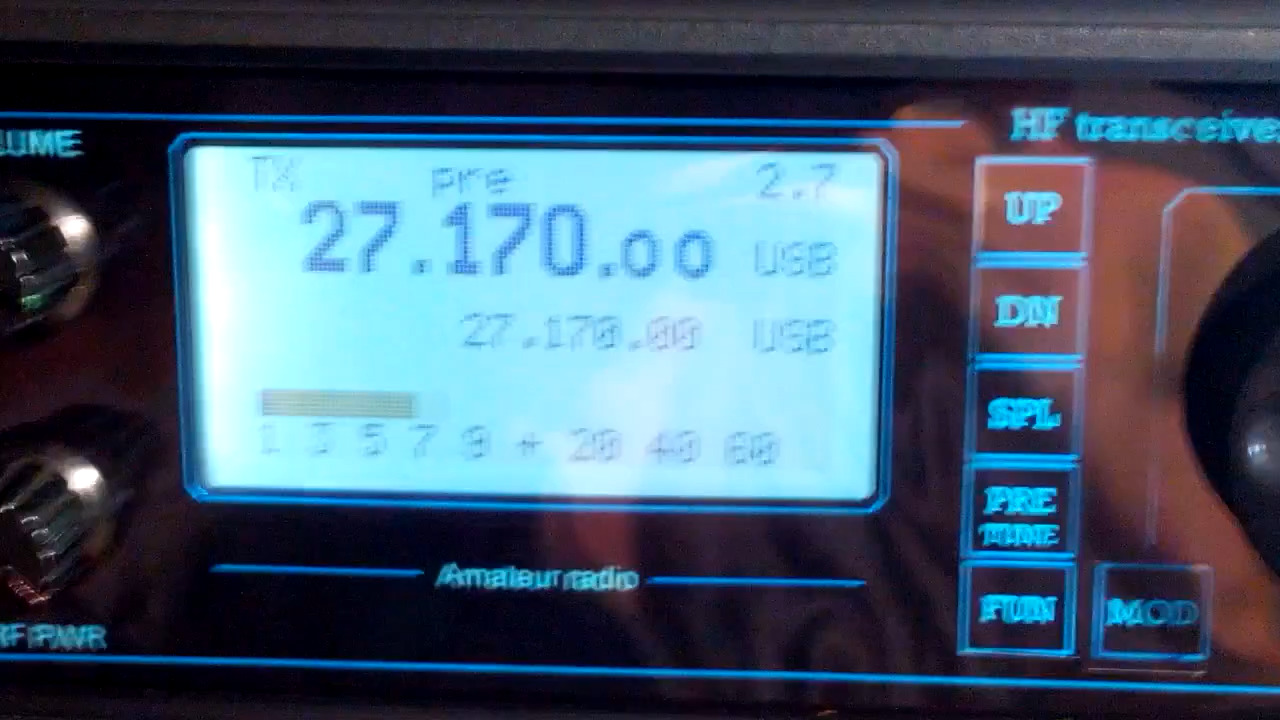 HF transceive
UME
TX pre 2.7
27.170.00 USB
27.170.00 USB
1 3 5 7 9 + 20 40 60
UP
DN
SPL
PRE
TIME
FUN
MOD
Amateur radio
RF PWR